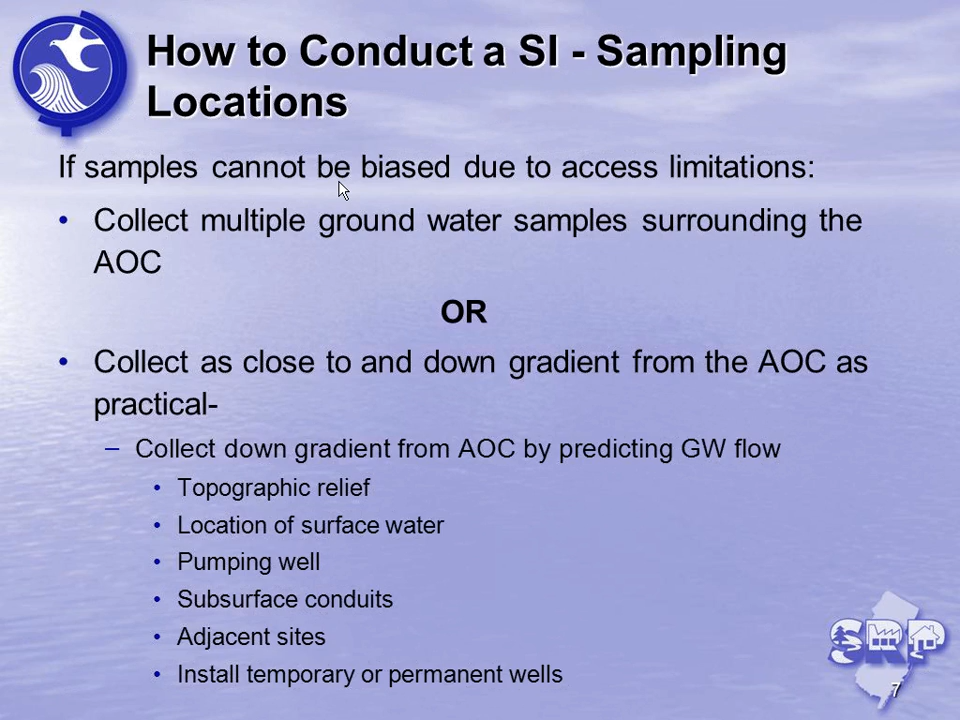 How to Conduct a SI - Sampling
Locations
If samples cannot be biased due to access limitations:
• Collect multiple ground water samples surrounding the
AOC
OR
• Collect as close to and down gradient from the AOC as
practical-
– Collect down gradient from AOC by predicting GW flow
• Topographic relief
• Location of surface water
• Pumping well
• Subsurface conduits
• Adjacent sites
• Install temporary or permanent wells
SRP
7